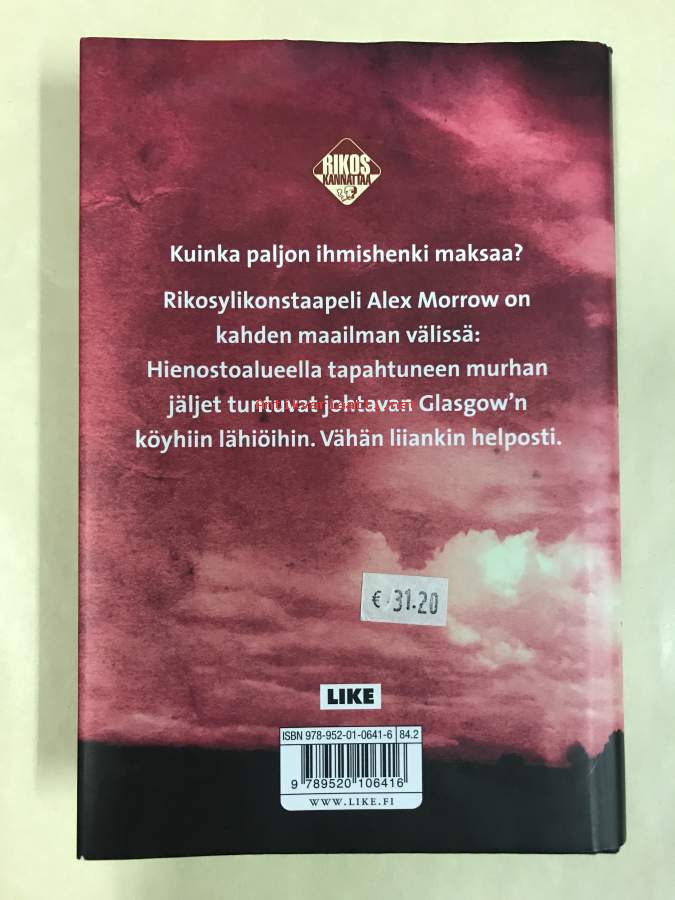 RIKOS
KANNATTAA
Kuinka paljon ihmishenki maksaa?
Rikosylikonstaapeli Alex Morrow on
kahden maailman välissä:
Hienostoalueella tapahtuneen murhan
jäljet tuntuvat johtavan Glasgow'n
köyhiin lähiöihin. Vähän liiankin helposti.
€ 31.20
LIKE
ISBN 978-952-01-0641-6 84.2
9 789520 106416
WWW.LIKE.FI